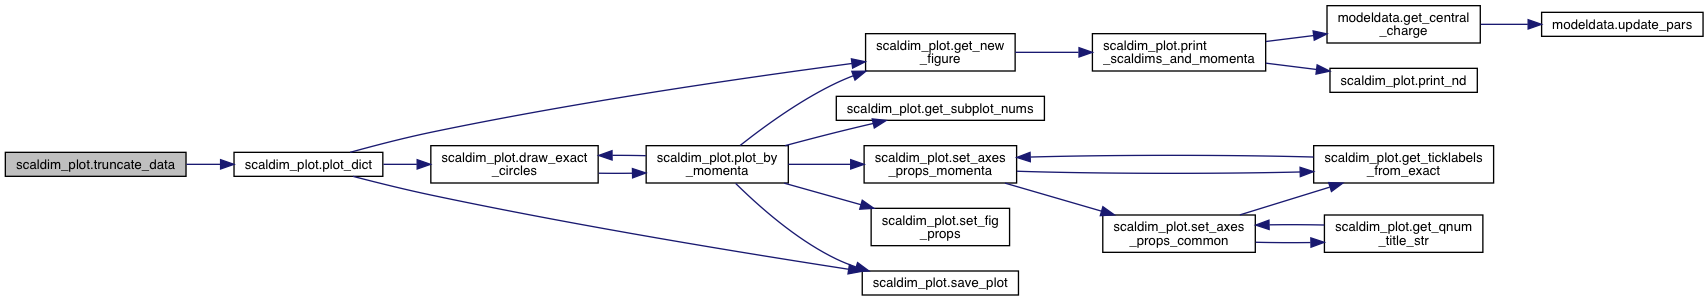 scaldim_plot.truncate_data
scaldim_plot.plot_dict
scaldim_plot.draw_exact
_circles
scaldim_plot.plot_by
_momenta
scaldim_plot.get_new
_figure
scaldim_plot.get_subplot_nums
scaldim_plot.set_axes
_props_momenta
scaldim_plot.set_fig
_props
scaldim_plot.save_plot
scaldim_plot.print
_scaldims_and_momenta
scaldim_plot.set_axes
_props_common
modeldata.get_central
_charge
scaldim_plot.print_nd
scaldim_plot.get_ticklabels
_from_exact
scaldim_plot.get_qnum
_title_str
modeldata.update_pars